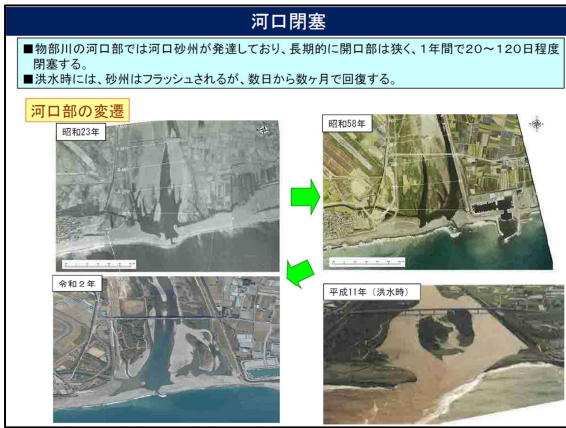 河口閉塞
■物部川の河口部では河口砂州が発達しており、長期的に開口部は狭く、1年間で20～120日程度
閉塞する。
■洪水時には、砂州はフラッシュされるが、数日から数ヶ月で回復する。
河口部の変遷
昭和23年
昭和58年
令和2年
平成11年（洪水時）